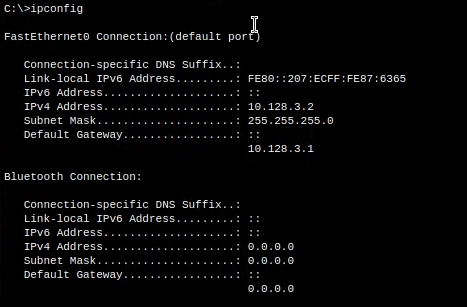 C:\>ipconfig
FastEthernet0 Connection:(default port)
Connection-specific DNS Suffix..:
Link-local IPv6 Address.........: FE80::207:ECFF:FE87:6365
IPv6 Address....................: ::
IPv4 Address....................: 10.128.3.2
Subnet Mask.....................: 255.255.255.0
Default Gateway.................: ::
10.128.3.1
Bluetooth Connection:
Connection-specific DNS Suffix..:
Link-local IPv6 Address.........: ::
IPv6 Address....................: ::
IPv4 Address....................: 0.0.0.0
Subnet Mask.....................: 0.0.0.0
Default Gateway.................: ::
0.0.0.0